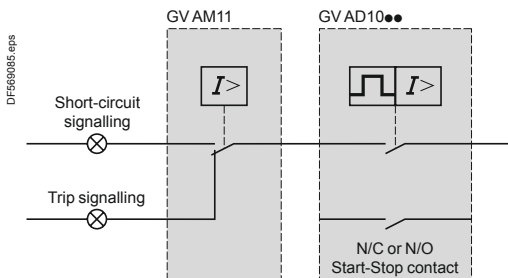 GV AM11
GV AD10●●
DF569085.eps
I>
I>
Short-circuit
signalling
Trip signalling
N/C or N/O
Start-Stop contact